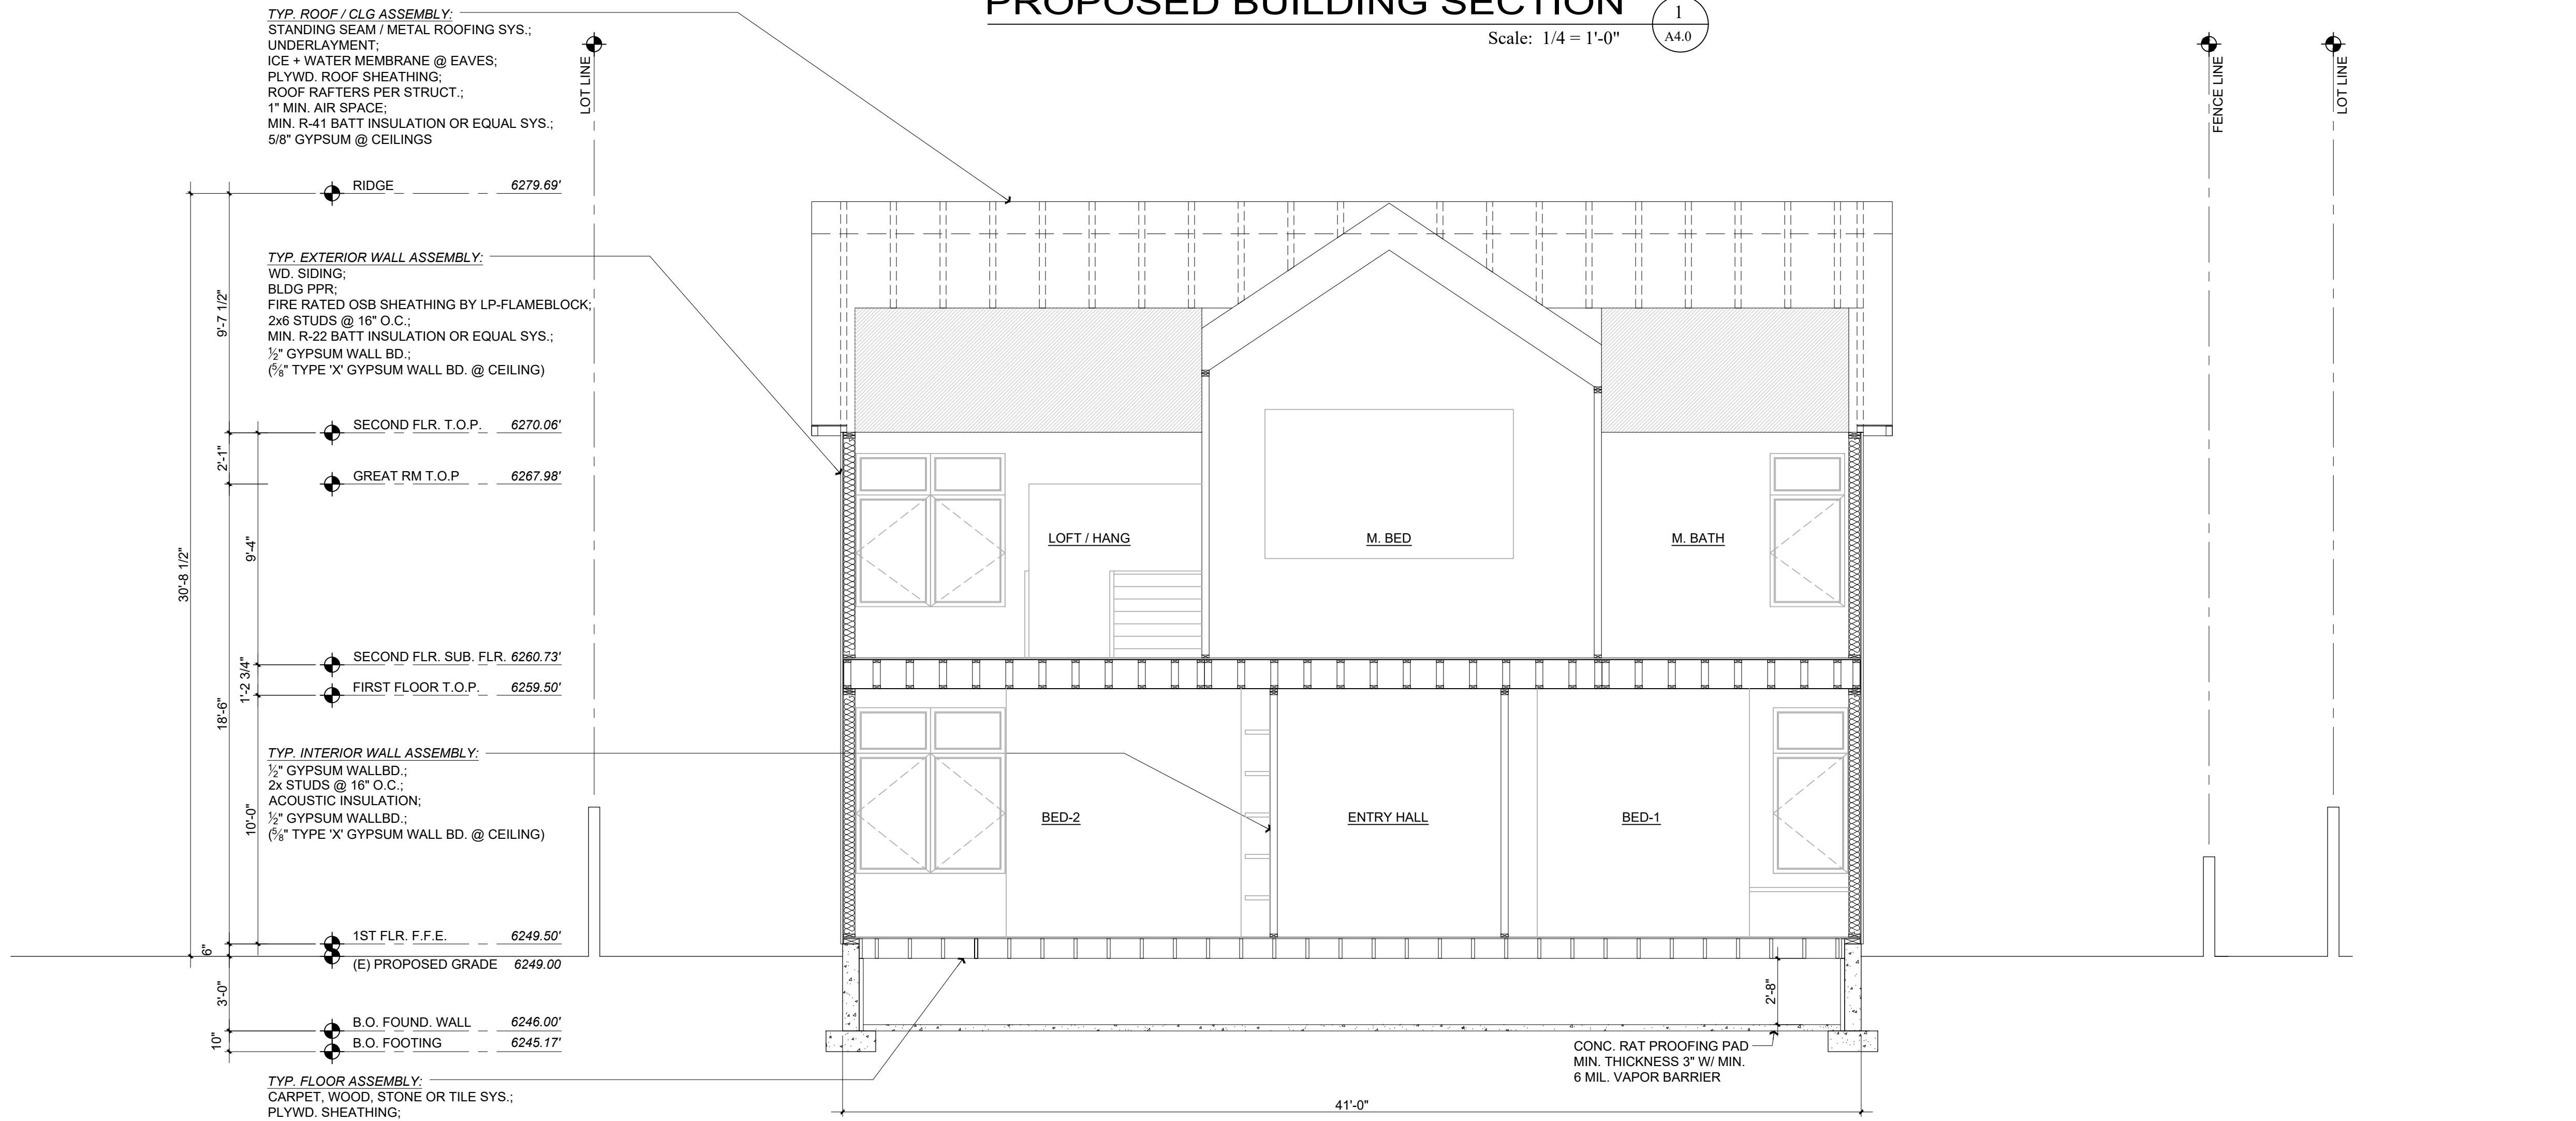 PROPOSED BUILDING SECTION
1
A4.0
Scale: 1/4 = 1'-0"
TYP. ROOF / CLG ASSEMBLY:
STANDING SEAM / METAL ROOFING SYS.;
UNDERLAYMENT;
ICE + WATER MEMBRANE @ EAVES;
PLYWD. ROOF SHEATHING;
ROOF RAFTERS PER STRUCT.;
1" MIN. AIR SPACE;
MIN. R-41 BATT INSULATION OR EQUAL SYS.;
5/8" GYPSUM @ CEILINGS
LOT LINE
FENCE LINE
LOT LINE
RIDGE 6279.69'
TYP. EXTERIOR WALL ASSEMBLY:
WD. SIDING;
BLDG PPR;
FIRE RATED OSB SHEATHING BY LP-FLAMEBLOCK;
2x6 STUDS @ 16" O.C.;
MIN. R-22 BATT INSULATION OR EQUAL SYS.;
½" GYPSUM WALL BD.;
(⅝" TYPE 'X' GYPSUM WALL BD. @ CEILING)
9'-7 1/2"
SECOND FLR. T.O.P. 6270.06'
2'-1"
GREAT RM T.O.P 6267.98'
9'-4"
30'-8 1/2"
LOFT / HANG
M. BED
M. BATH
SECOND FLR. SUB. FLR. 6260.73'
1'-2 3/4"
FIRST FLOOR T.O.P. 6259.50'
18'-6"
TYP. INTERIOR WALL ASSEMBLY:
½" GYPSUM WALLBD.;
2x STUDS @ 16" O.C.;
ACOUSTIC INSULATION;
½" GYPSUM WALLBD.;
(⅝" TYPE 'X' GYPSUM WALL BD. @ CEILING)
10'-0"
BED-2
ENTRY HALL
BED-1
1ST FLR. F.F.E. 6249.50'
6"
(E) PROPOSED GRADE 6249.00
3'-0"
2'-8"
B.O. FOUND. WALL 6246.00'
10"
B.O. FOOTING 6245.17'
CONC. RAT PROOFING PAD
MIN. THICKNESS 3" W/ MIN.
6 MIL. VAPOR BARRIER
TYP. FLOOR ASSEMBLY:
CARPET, WOOD, STONE OR TILE SYS.;
PLYWD. SHEATHING;
41'-0"